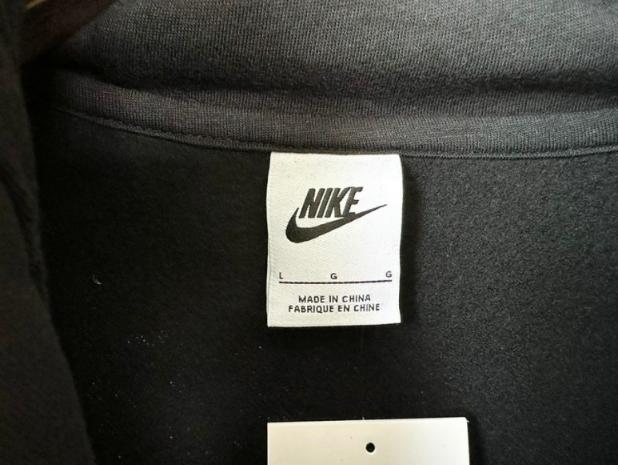 NIKE
L G G
MADE IN CHINA
FABRIQUE EN CHINE